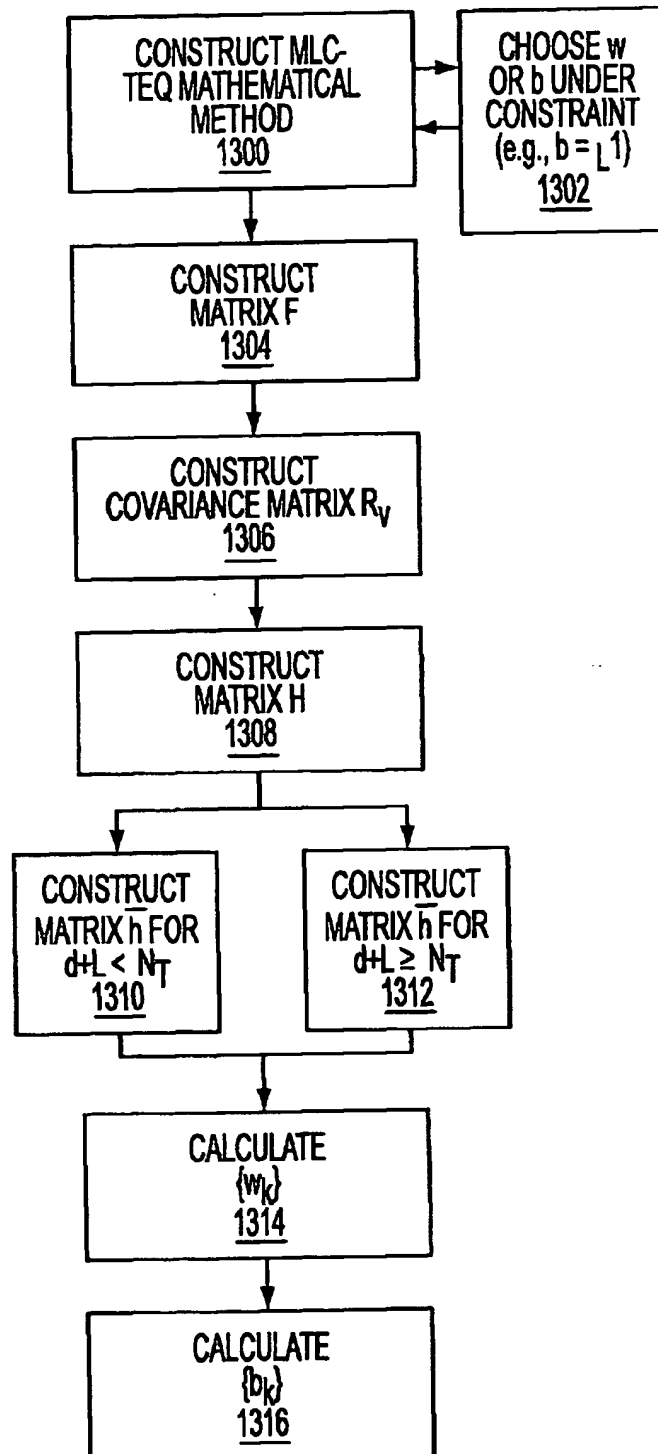 CONSTRUCT MLC-
TEQ MATHEMATICAL
METHOD
1300
CHOOSE w
OR b UNDER
CONSTRAINT
(e.g., b = L1)
1302
CONSTRUCT
MATRIX F
1304
CONSTRUCT
COVARIANCE MATRIX Rv
1306
CONSTRUCT
MATRIX H
1308
CONSTRUCT
MATRIX h̅ FOR
d+L < NT
1310
CONSTRUCT
MATRIX h̅ FOR
d+L ≥ NT
1312
CALCULATE
{wk}
1314
CALCULATE
{bk}
1316